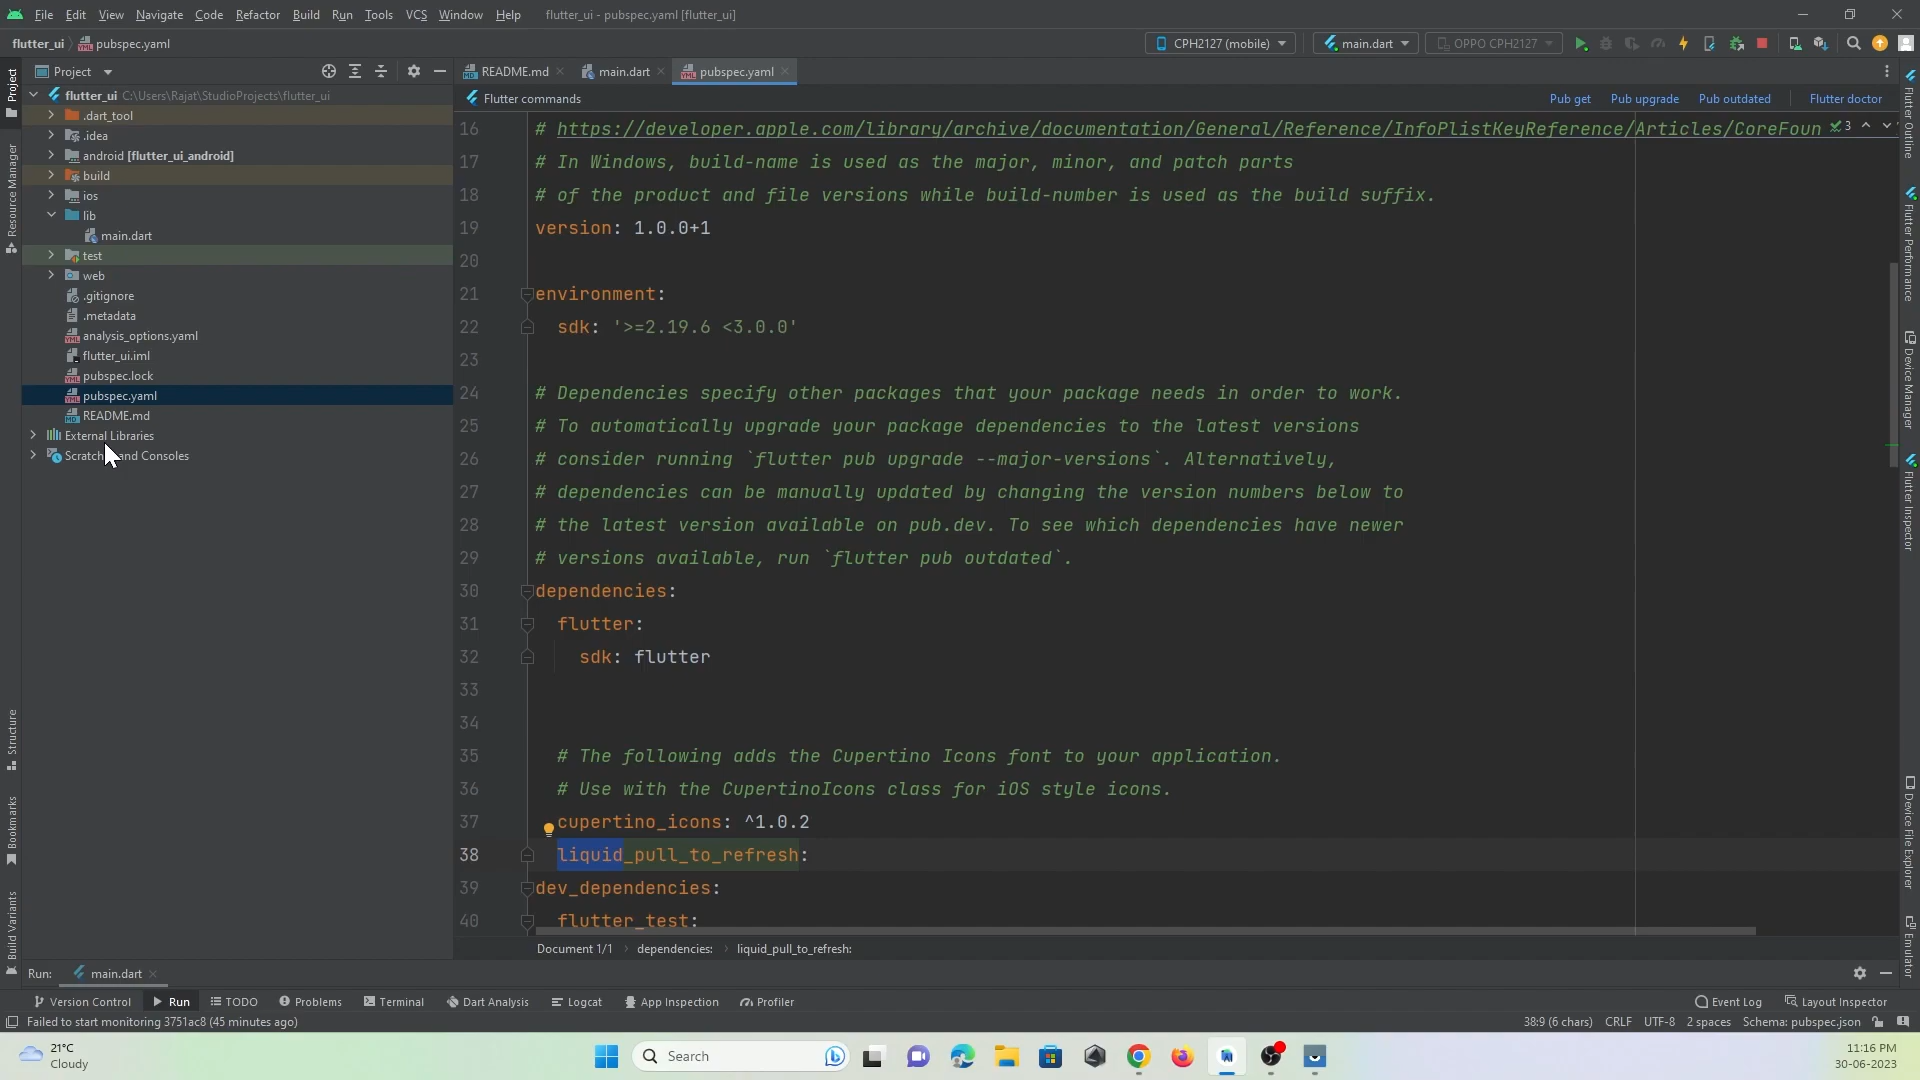 File Edit View Navigate Code Refactor Build Run Tools VCS Window Help flutter_ui - pubspec.yaml [flutter_ui]
flutter_ui pubspec.yaml CPH2127 (mobile) main.dart OPPO CPH2127
Project README.md main.dart pubspec.yaml
flutter_ui C:\Users\Rajat\StudioProjects\flutter_ui
.dart_tool
.idea
android [flutter_ui_android]
build
ios
lib
main.dart
test
web
.gitignore
.metadata
analysis_options.yaml
flutter_ui.iml
pubspec.lock
pubspec.yaml
README.md
External Libraries
and Consoles
Flutter commands Pub get Pub upgrade Pub outdated Flutter doctor
16 # https://developer.apple.com/library/archive/documentation/General/Reference/InfoPlistKeyReference/Articles/CoreFoun 3
17 # In Windows, build-name is used as the major, minor, and patch parts
18 # of the product and file versions while build-number is used as the build suffix.
19 version: 1.0.0+1
20
21 environment:
22 sdk: '>=2.19.6 <3.0.0'
23
24 # Dependencies specify other packages that your package needs in order to work.
25 # To automatically upgrade your package dependencies to the latest versions
26 # consider running `flutter pub upgrade --major-versions`. Alternatively,
27 # dependencies can be manually updated by changing the version numbers below to
28 # the latest version available on pub.dev. To see which dependencies have newer
29 # versions available, run `flutter pub outdated`.
30 dependencies:
31 flutter:
32 sdk: flutter
33
34
35 # The following adds the Cupertino Icons font to your application.
36 # Use with the CupertinoIcons class for iOS style icons.
37 cupertino_icons: ^1.0.2
38 liquid_pull_to_refresh:
39 dev_dependencies:
40 flutter_test:
Document 1/1 dependencies: liquid_pull_to_refresh:
Project
Resource Manager
Structure
Bookmarks
Build Variants
Flutter Outline
Flutter Performance
Device Manager
Flutter Inspector
Device File Explorer
Emulator
Run: main.dart
Version Control Run TODO Problems Terminal Dart Analysis Logcat App Inspection Profiler Event Log Layout Inspector
Failed to start monitoring 3751ac8 (45 minutes ago) 38:9 (6 chars) CRLF UTF-8 2 spaces Schema: pubspec.json
21°C
Cloudy
Search
11:16 PM
30-06-2023